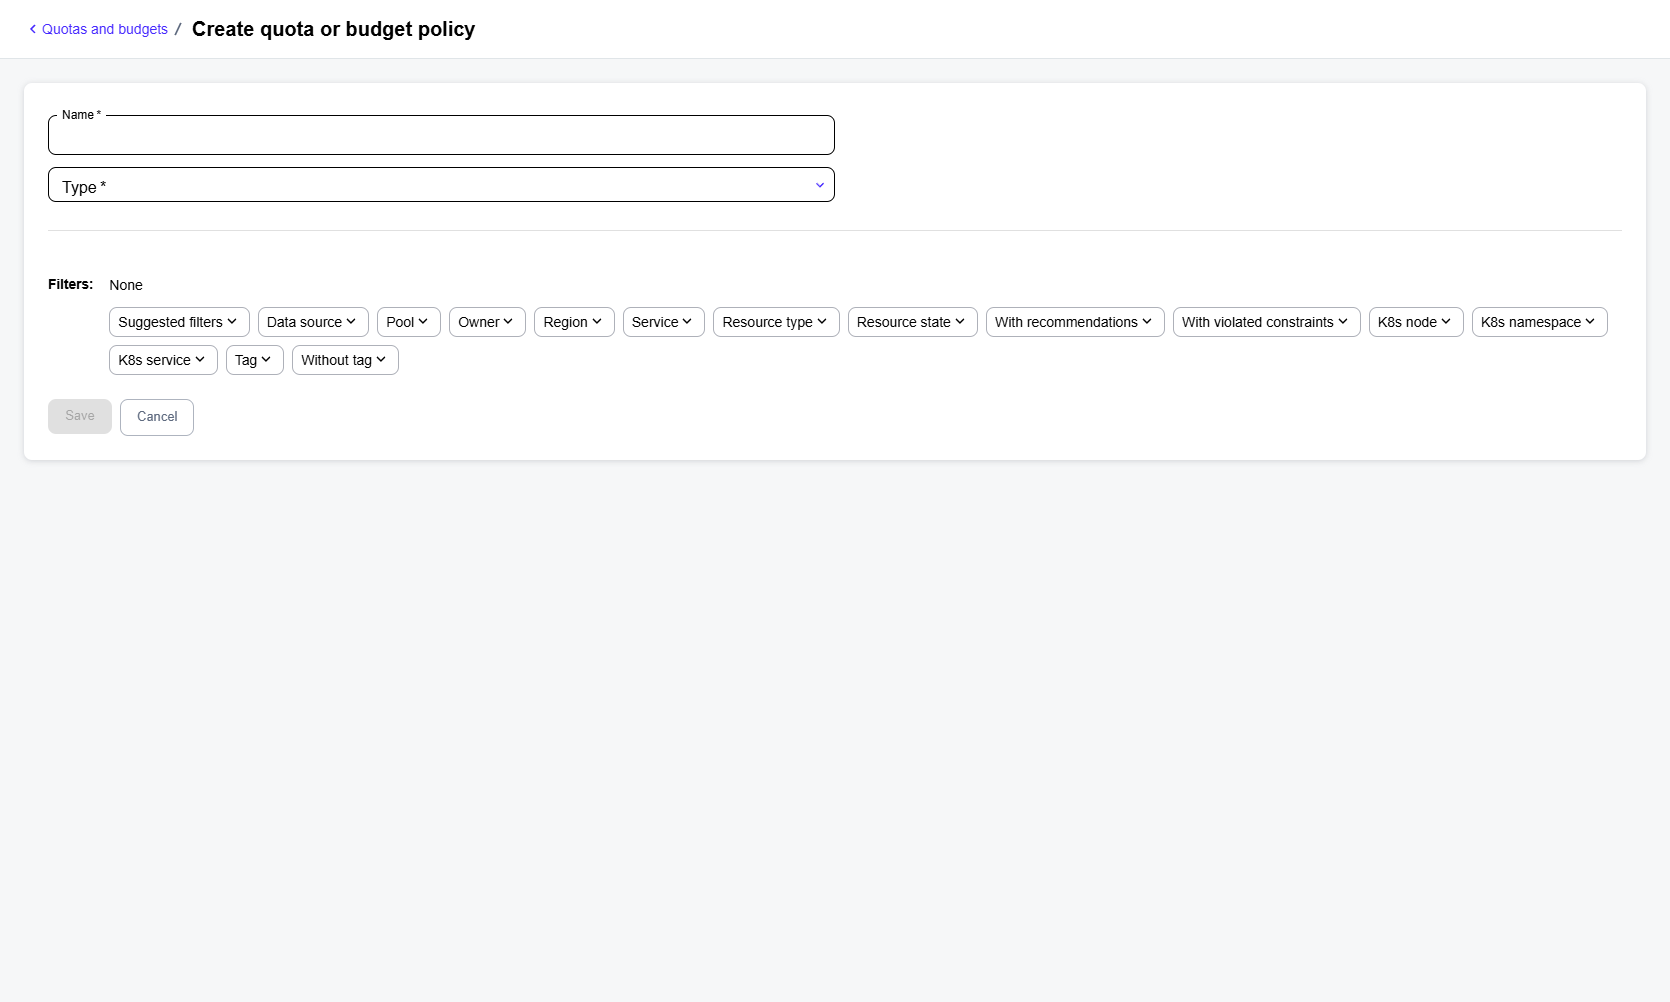 Quotas and budgets / Create quota or budget policy
Name *
Type *
Filters: None
Suggested filters Data source Pool Owner Region Service Resource type Resource state With recommendations With violated constraints K8s node K8s namespace
K8s service Tag Without tag
Save Cancel